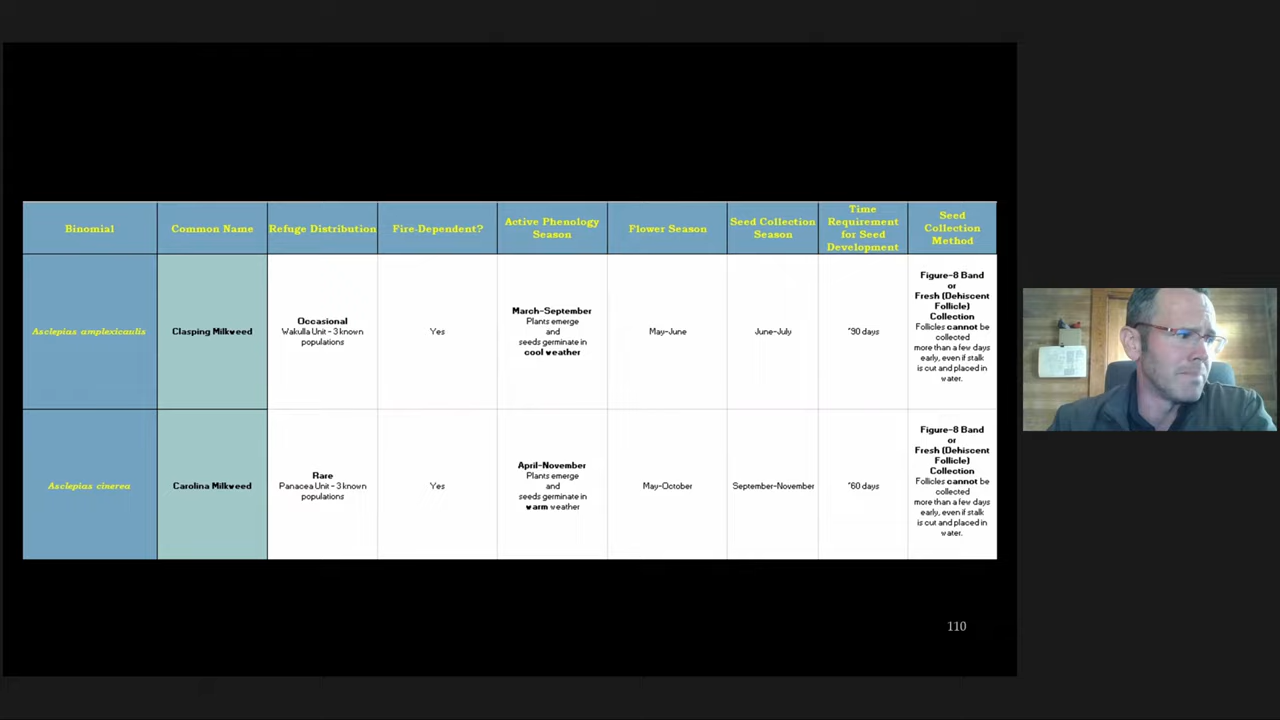 Binomial
Common Name
Refuge Distribution
Fire-Dependent?
Active Phenology
Season
Flower Season
Seed Collection
Season
Time
Requirement
for Seed
Development
Seed
Collection
Method
Asclepias amplexicaulis
Clasping Milkweed
Occasional
Wakulla Unit - 3 known
populations
Yes
March-September
Plants emerge
and
seeds germinate in
cool weather
May-June
June-July
~90 days
Figure-8 Band
or
Fresh (Dehiscent
Follicle)
Collection
Follicles cannot be
collected
more than a few days
early, even if stalk
is cut and placed in
water.
Asclepias cinerea
Carolina Milkweed
Rare
Panacea Unit - 3 known
populations
Yes
April-November
Plants emerge
and
seeds germinate in
warm weather
May-October
September-November
~60 days
Figure-8 Band
or
Fresh (Dehiscent
Follicle)
Collection
Follicles cannot be
collected
more than a few days
early, even if stalk
is cut and placed in
water.
110